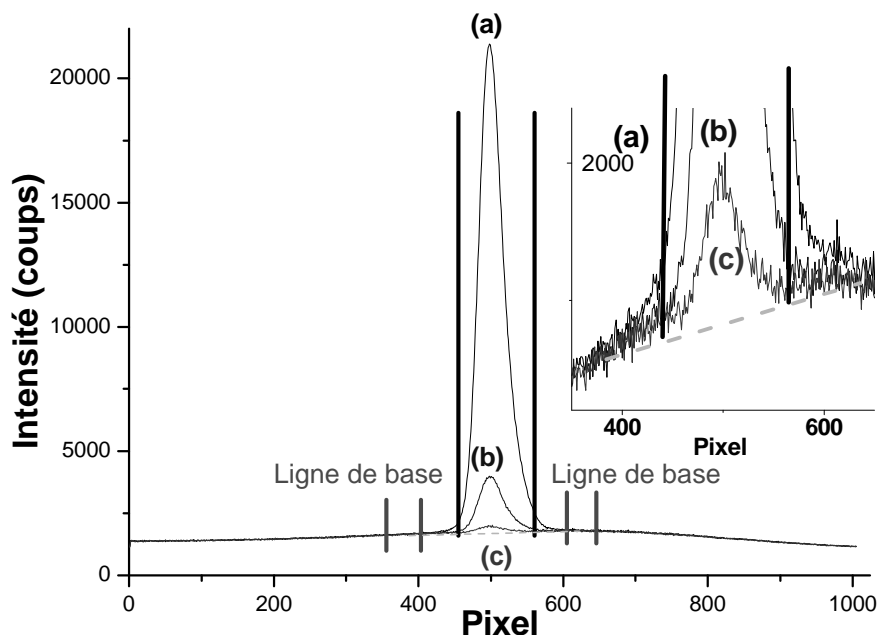 (a)
20000
15000
10000
5000
0
Intensité (coups)
(b)
Ligne de base
Ligne de base
(c)
0
200
400
600
800
1000
Pixel
(a)
(b)
2000
(c)
400
600
Pixel